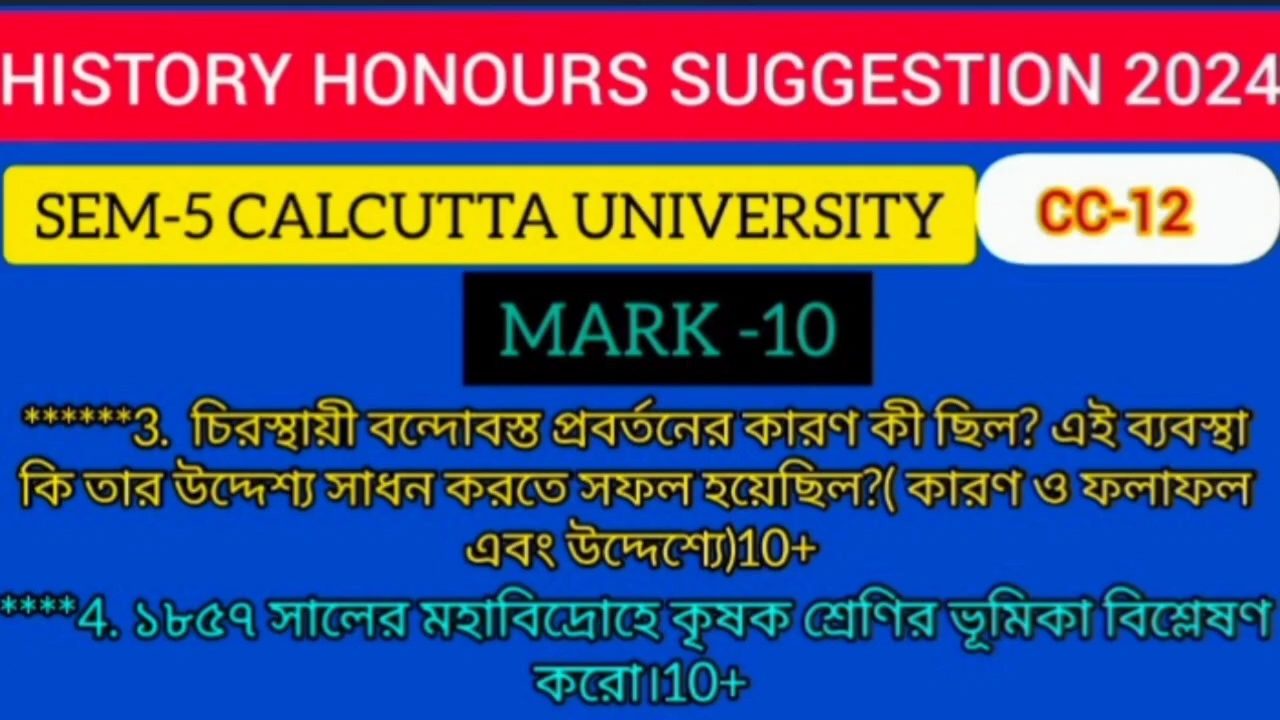 HISTORY HONOURS SUGGESTION 2024
SEM-5 CALCUTTA UNIVERSITY
CC-12
MARK -10
******3. চিরস্থায়ী বন্দোবস্ত প্রবর্তনের কারণ কী ছিল? এই ব্যবস্থা
কি তার উদ্দেশ্য সাধন করতে সফল হয়েছিল?( কারণ ও ফলাফল
এবং উদ্দেশ্যে)10+
****4. ১৮৫৭ সালের মহাবিদ্রোহে কৃষক শ্রেণির ভূমিকা বিশ্লেষণ
করো।10+